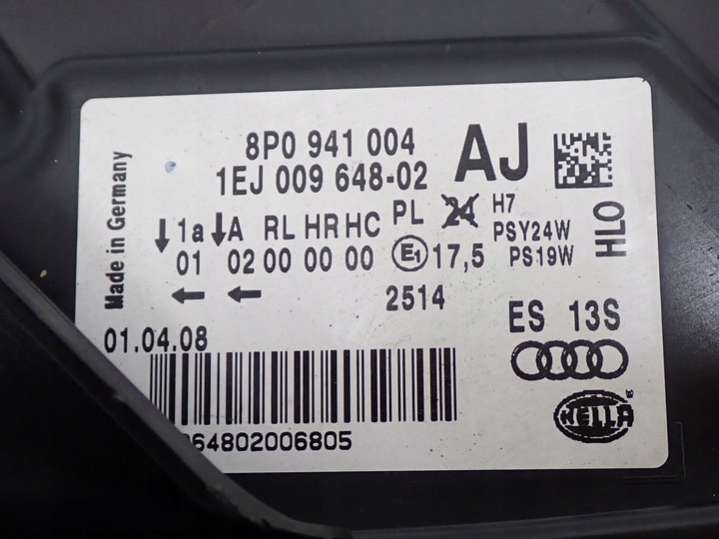 Made in Germany
8P0 941 004 AJ
1EJ 009 648-02
↓1a ↓A RL HR HC PL 24 H7
PSY24W
01 02 00 00 00 E1 17,5 PS19W
HLO
← ← 2514
ES 13S
01.04.08
64802006805
HELLA